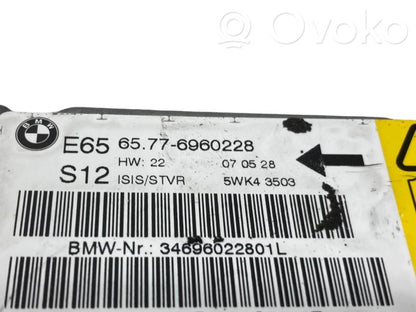 OVOKO
BMW
E65 65.77-6960228
HW: 22 07 05 28
S12 ISIS/STVR 5WK4 3503
BMW-Nr.: 34696022801L